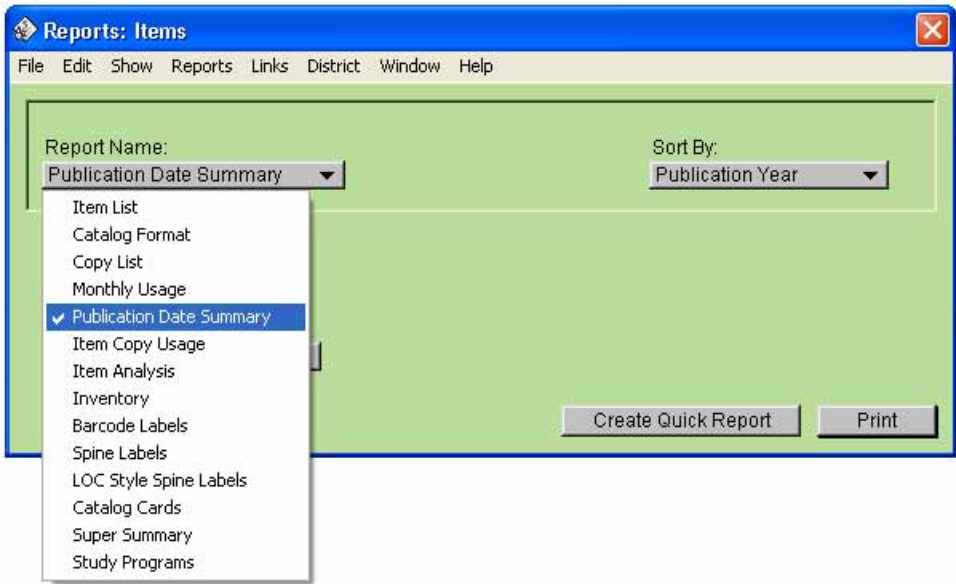 Reports: Items
File Edit Show Reports Links District Window Help
Report Name:
Publication Date Summary
Sort By:
Publication Year
Item List
Catalog Format
Copy List
Monthly Usage
Publication Date Summary
Item Copy Usage
Item Analysis
Inventory
Barcode Labels
Spine Labels
LOC Style Spine Labels
Catalog Cards
Super Summary
Study Programs
Create Quick Report
Print